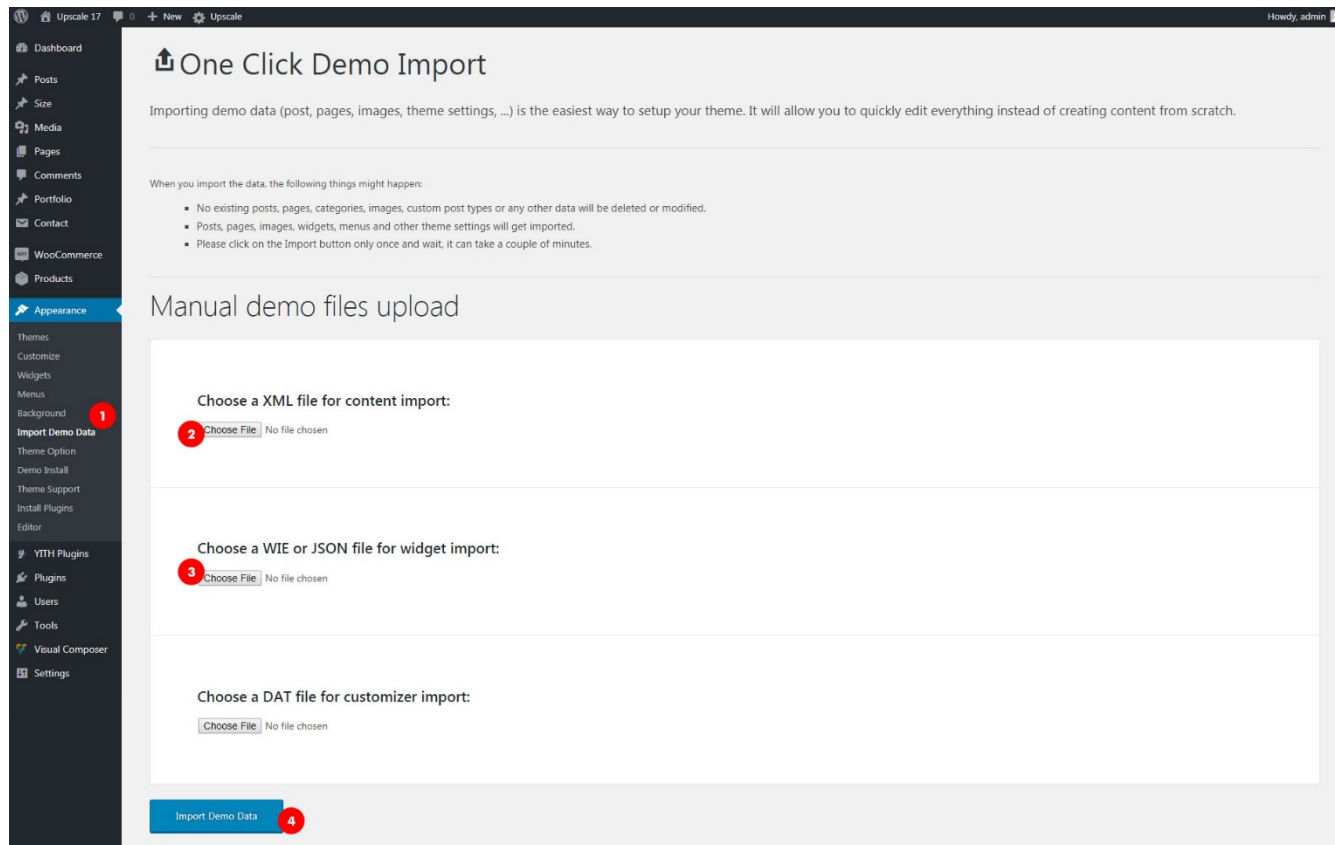 Upscale 17 0 + New Upscale Howdy, admin
Dashboard
Posts
Size
Media
Pages
Comments
Portfolio
Contact
WooCommerce
Products
Appearance
Themes
Customize
Widgets
Menus
Background
1
Import Demo Data
Theme Option
Demo Install
Theme Support
Install Plugins
Editor
YITH Plugins
Plugins
Users
Tools
Visual Composer
Settings
One Click Demo Import
Importing demo data (post, pages, images, theme settings, ...) is the easiest way to setup your theme. It will allow you to quickly edit everything instead of creating content from scratch.
When you import the data, the following things might happen:
▪ No existing posts, pages, categories, images, custom post types or any other data will be deleted or modified.
▪ Posts, pages, images, widgets, menus and other theme settings will get imported.
▪ Please click on the Import button only once and wait, it can take a couple of minutes.
Manual demo files upload
Choose a XML file for content import:
2 Choose File No file chosen
Choose a WIE or JSON file for widget import:
3 Choose File No file chosen
Choose a DAT file for customizer import:
Choose File No file chosen
Import Demo Data 4